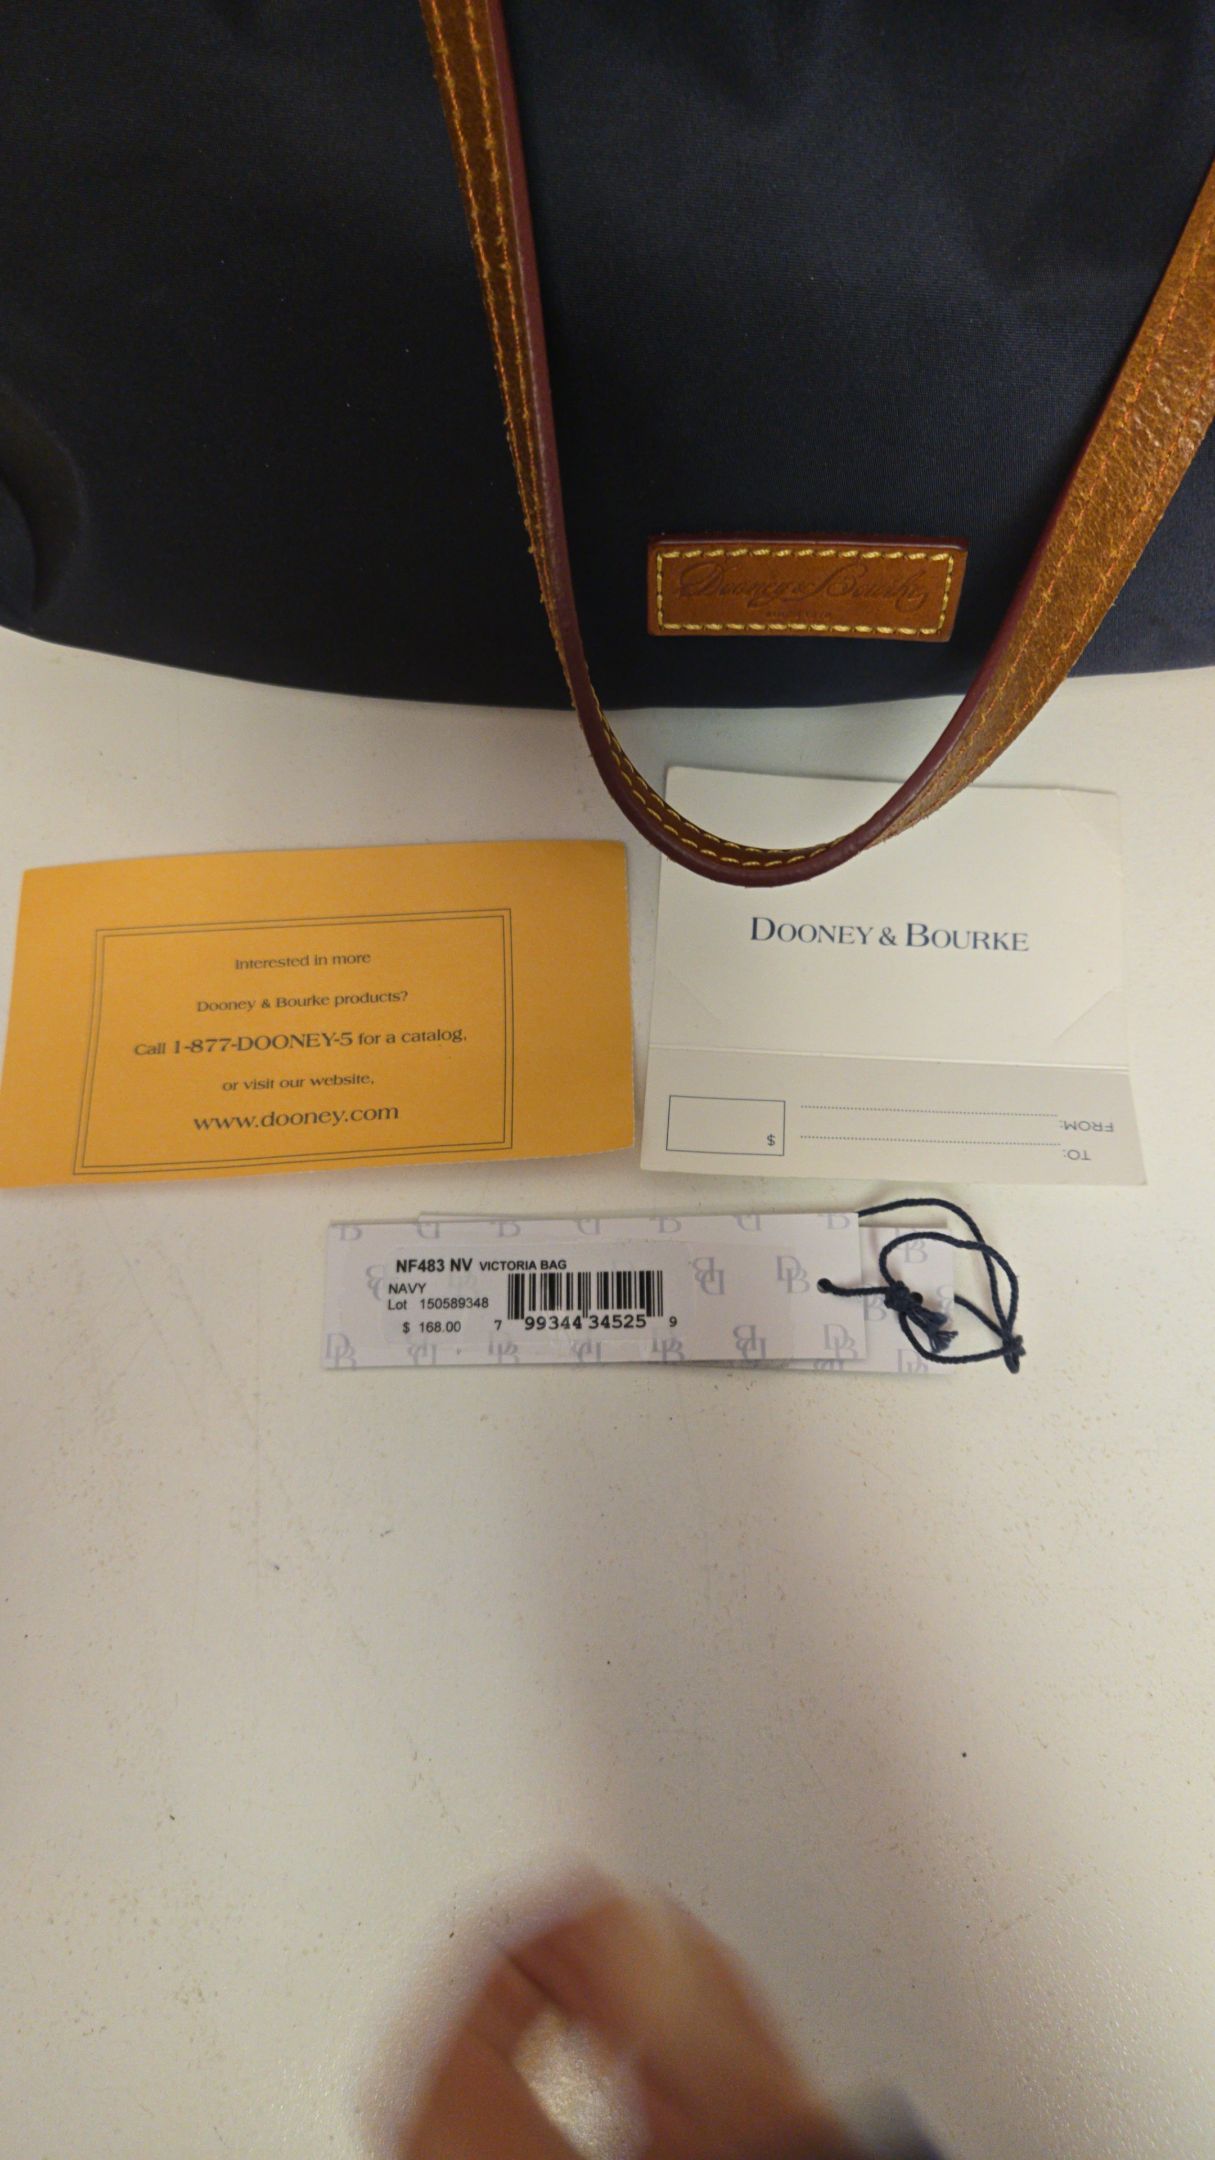 Dooney & Bourke
Interested in more
Dooney & Bourke products?
Call 1-877-DOONEY-5 for a catalog,
or visit our website,
www.dooney.com
DOONEY & BOURKE
$
FROM:
TO:
NF483 NV VICTORIA BAG
NAVY
Lot 150589348
$ 168.00
7 99344 34525 9